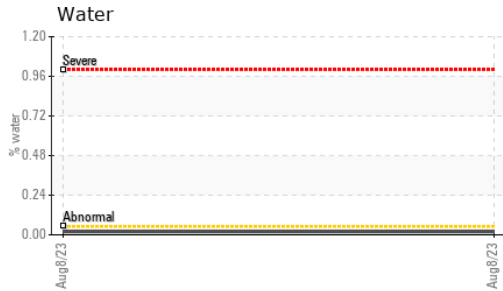 Water
1.20
0.96
0.72
0.48
0.24
0.00
% water
Severe
Abnormal
Aug8/23
Aug8/23